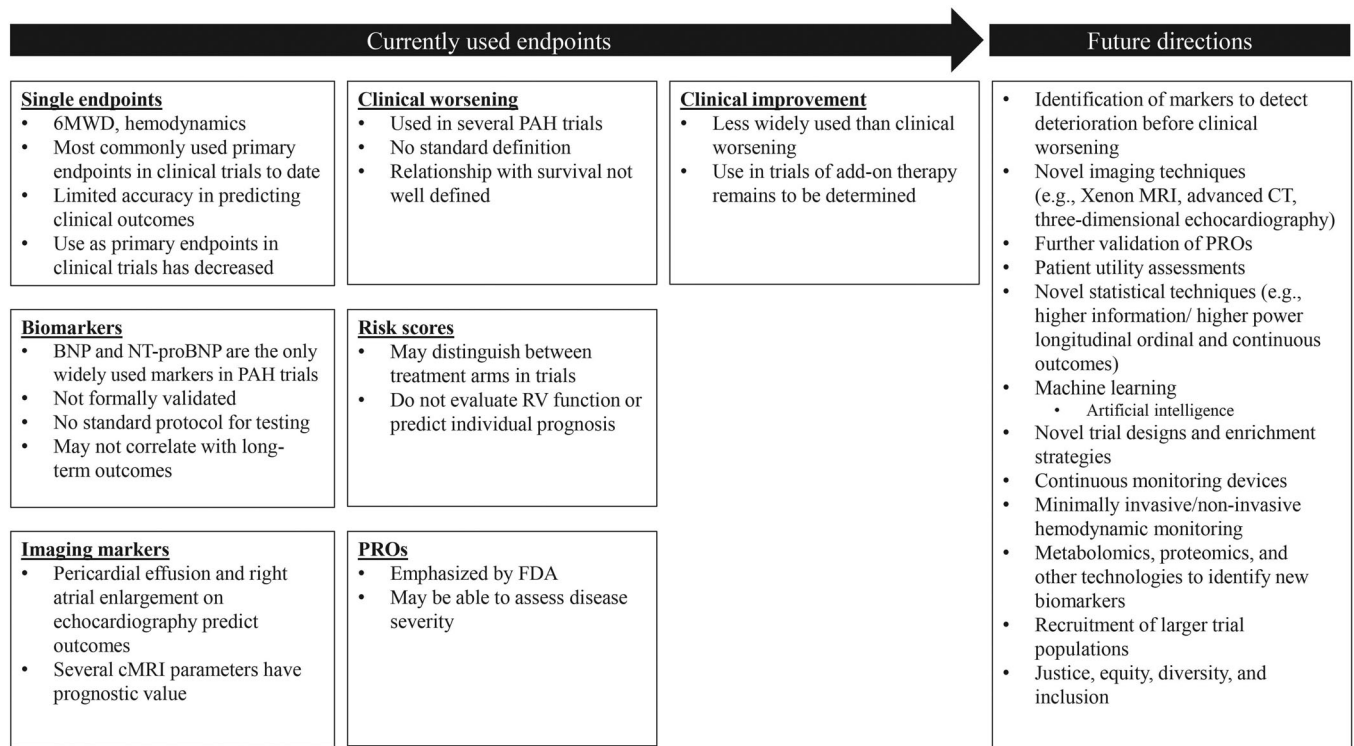 Currently used endpoints
Future directions
Single endpoints
• 6MWD, hemodynamics
• Most commonly used primary
endpoints in clinical trials to date
• Limited accuracy in predicting
clinical outcomes
• Use as primary endpoints in
clinical trials has decreased
Clinical worsening
• Used in several PAH trials
• No standard definition
• Relationship with survival not
well defined
Clinical improvement
• Less widely used than clinical
worsening
• Use in trials of add-on therapy
remains to be determined
Biomarkers
• BNP and NT-proBNP are the only
widely used markers in PAH trials
• Not formally validated
• No standard protocol for testing
• May not correlate with long-
term outcomes
Risk scores
• May distinguish between
treatment arms in trials
• Do not evaluate RV function or
predict individual prognosis
Imaging markers
• Pericardial effusion and right
atrial enlargement on
echocardiography predict
outcomes
• Several cMRI parameters have
prognostic value
PROs
• Emphasized by FDA
• May be able to assess disease
severity
• Identification of markers to detect
deterioration before clinical
worsening
• Novel imaging techniques
(e.g., Xenon MRI, advanced CT,
three-dimensional echocardiography)
• Further validation of PROs
• Patient utility assessments
• Novel statistical techniques (e.g.,
higher information/ higher power
longitudinal ordinal and continuous
outcomes)
• Machine learning
• Artificial intelligence
• Novel trial designs and enrichment
strategies
• Continuous monitoring devices
• Minimally invasive/non-invasive
hemodynamic monitoring
• Metabolomics, proteomics, and
other technologies to identify new
biomarkers
• Recruitment of larger trial
populations
• Justice, equity, diversity, and
inclusion